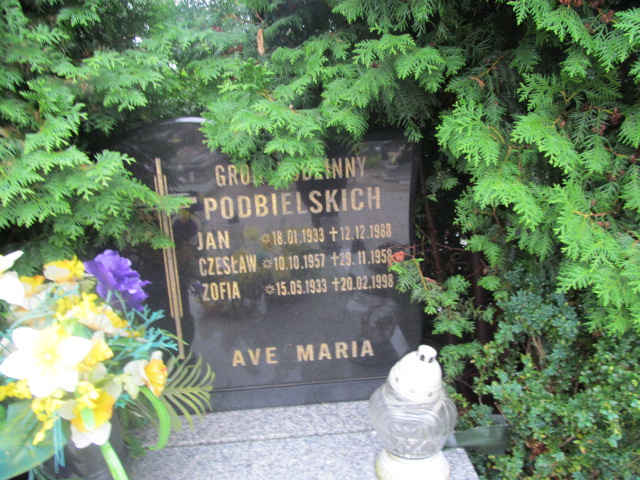 PODBIELSKICH
JAN ✲18.01.1933 +12.12.1988
CZESŁAW ✲10.10.1957 +29.11.1958
ZOFIA ✲15.05.1933 +20.02.1998
AVE MARIA